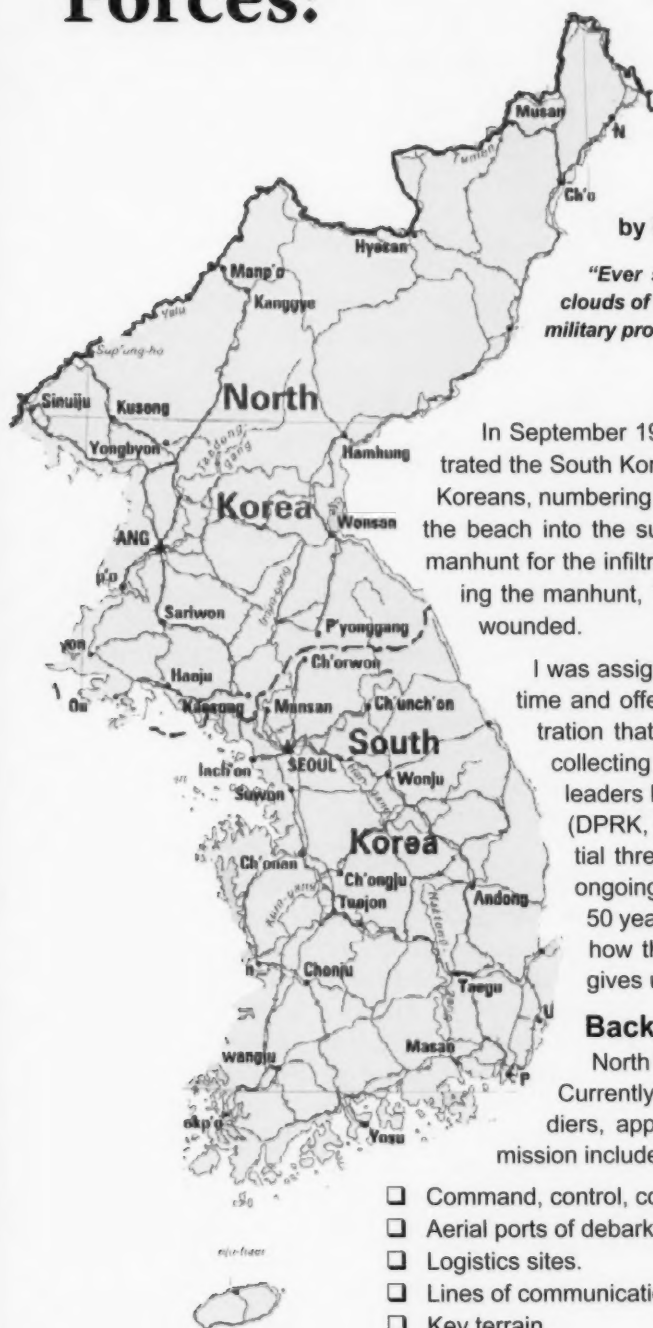 Forces:
Musan
Tumen
N
Ch'o
by
Hyesan
"Ever s
Manp'o
clouds of
Kanggye
military pro
Yalu
Sup'ung-ho
North
Sinuiju
Kusong
Yongbyon
Hamhung
In September 19
trated the South Kor
Korea
Koreans, numbering
Wonsan
the beach into the su
ANG
manhunt for the infiltr
p'o
ing the manhunt,
Sariwon
P'yonggang
wounded.
yon
Ch'orwon
Haeju
I was assig
Kaesong
Munsan
Ch'unch'on
time and offe
South
tration that
Inch'on
SEOUL
collecting
Suwon
Wonju
leaders l
(DPRK,
Korea
tial thre
Ch'onan
Ch'ongju
ongoing
Taejon
Andong
50 yea
how th
Chonju
gives u
Taegu
U
Back
wangju
Masan
North
P
Currently
okp'o
Yosu
diers, app
mission include
❑ Command, control, co
❑ Aerial ports of debark
❑ Logistics sites.
❑ Lines of communicati
❑ Key terrain